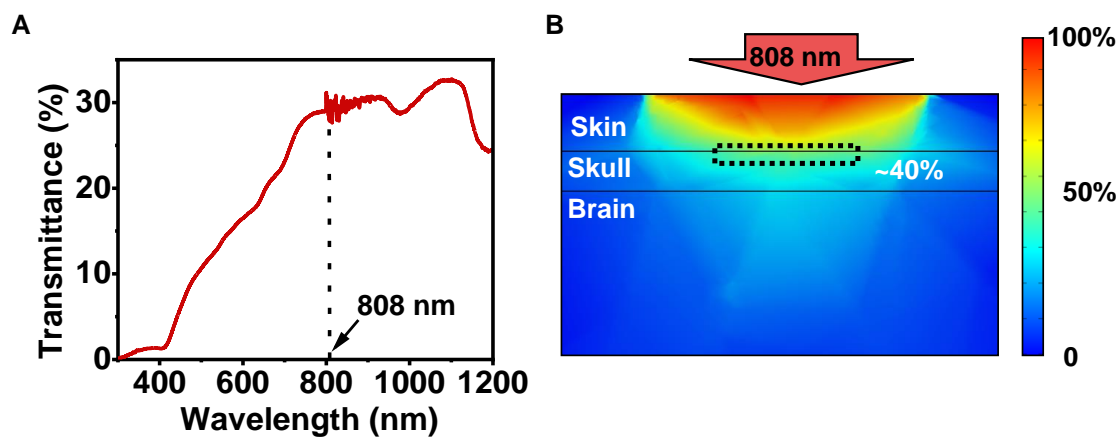 A
Transmittance (%)
30
20
10
0
400
600
800
1000
1200
Wavelength (nm)
808 nm
B
808 nm
Skin
Skull
~40%
Brain
100%
50%
0